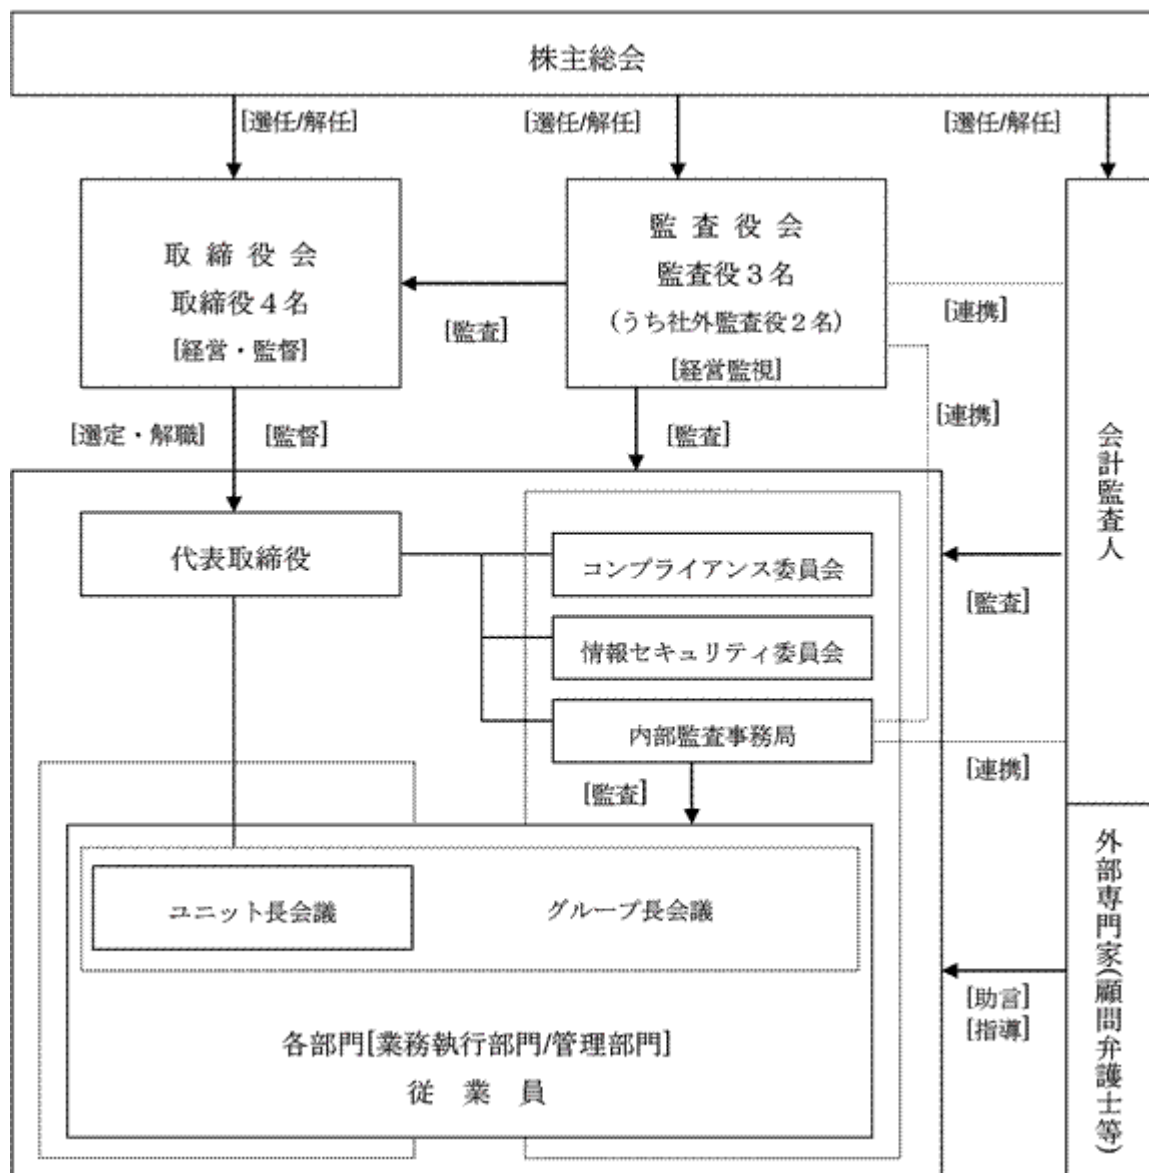 株主総会
[選任/解任]
[選任/解任]
[選任/解任]
取 締 役 会
取締役４名
[経営・監督]
監 査 役 会
監査役３名
(うち社外監査役２名)
[経営監視]
[監査]
[連携]
[連携]
[選定・解職]
[監督]
[監査]
会計監査人
代表取締役
コンプライアンス委員会
情報セキュリティ委員会
内部監査事務局
[監査]
[連携]
[監査]
ユニット長会議
グループ長会議
各部門[業務執行部門/管理部門]
従 業 員
[助言]
[指導]
外部専門家(顧問弁護士等)